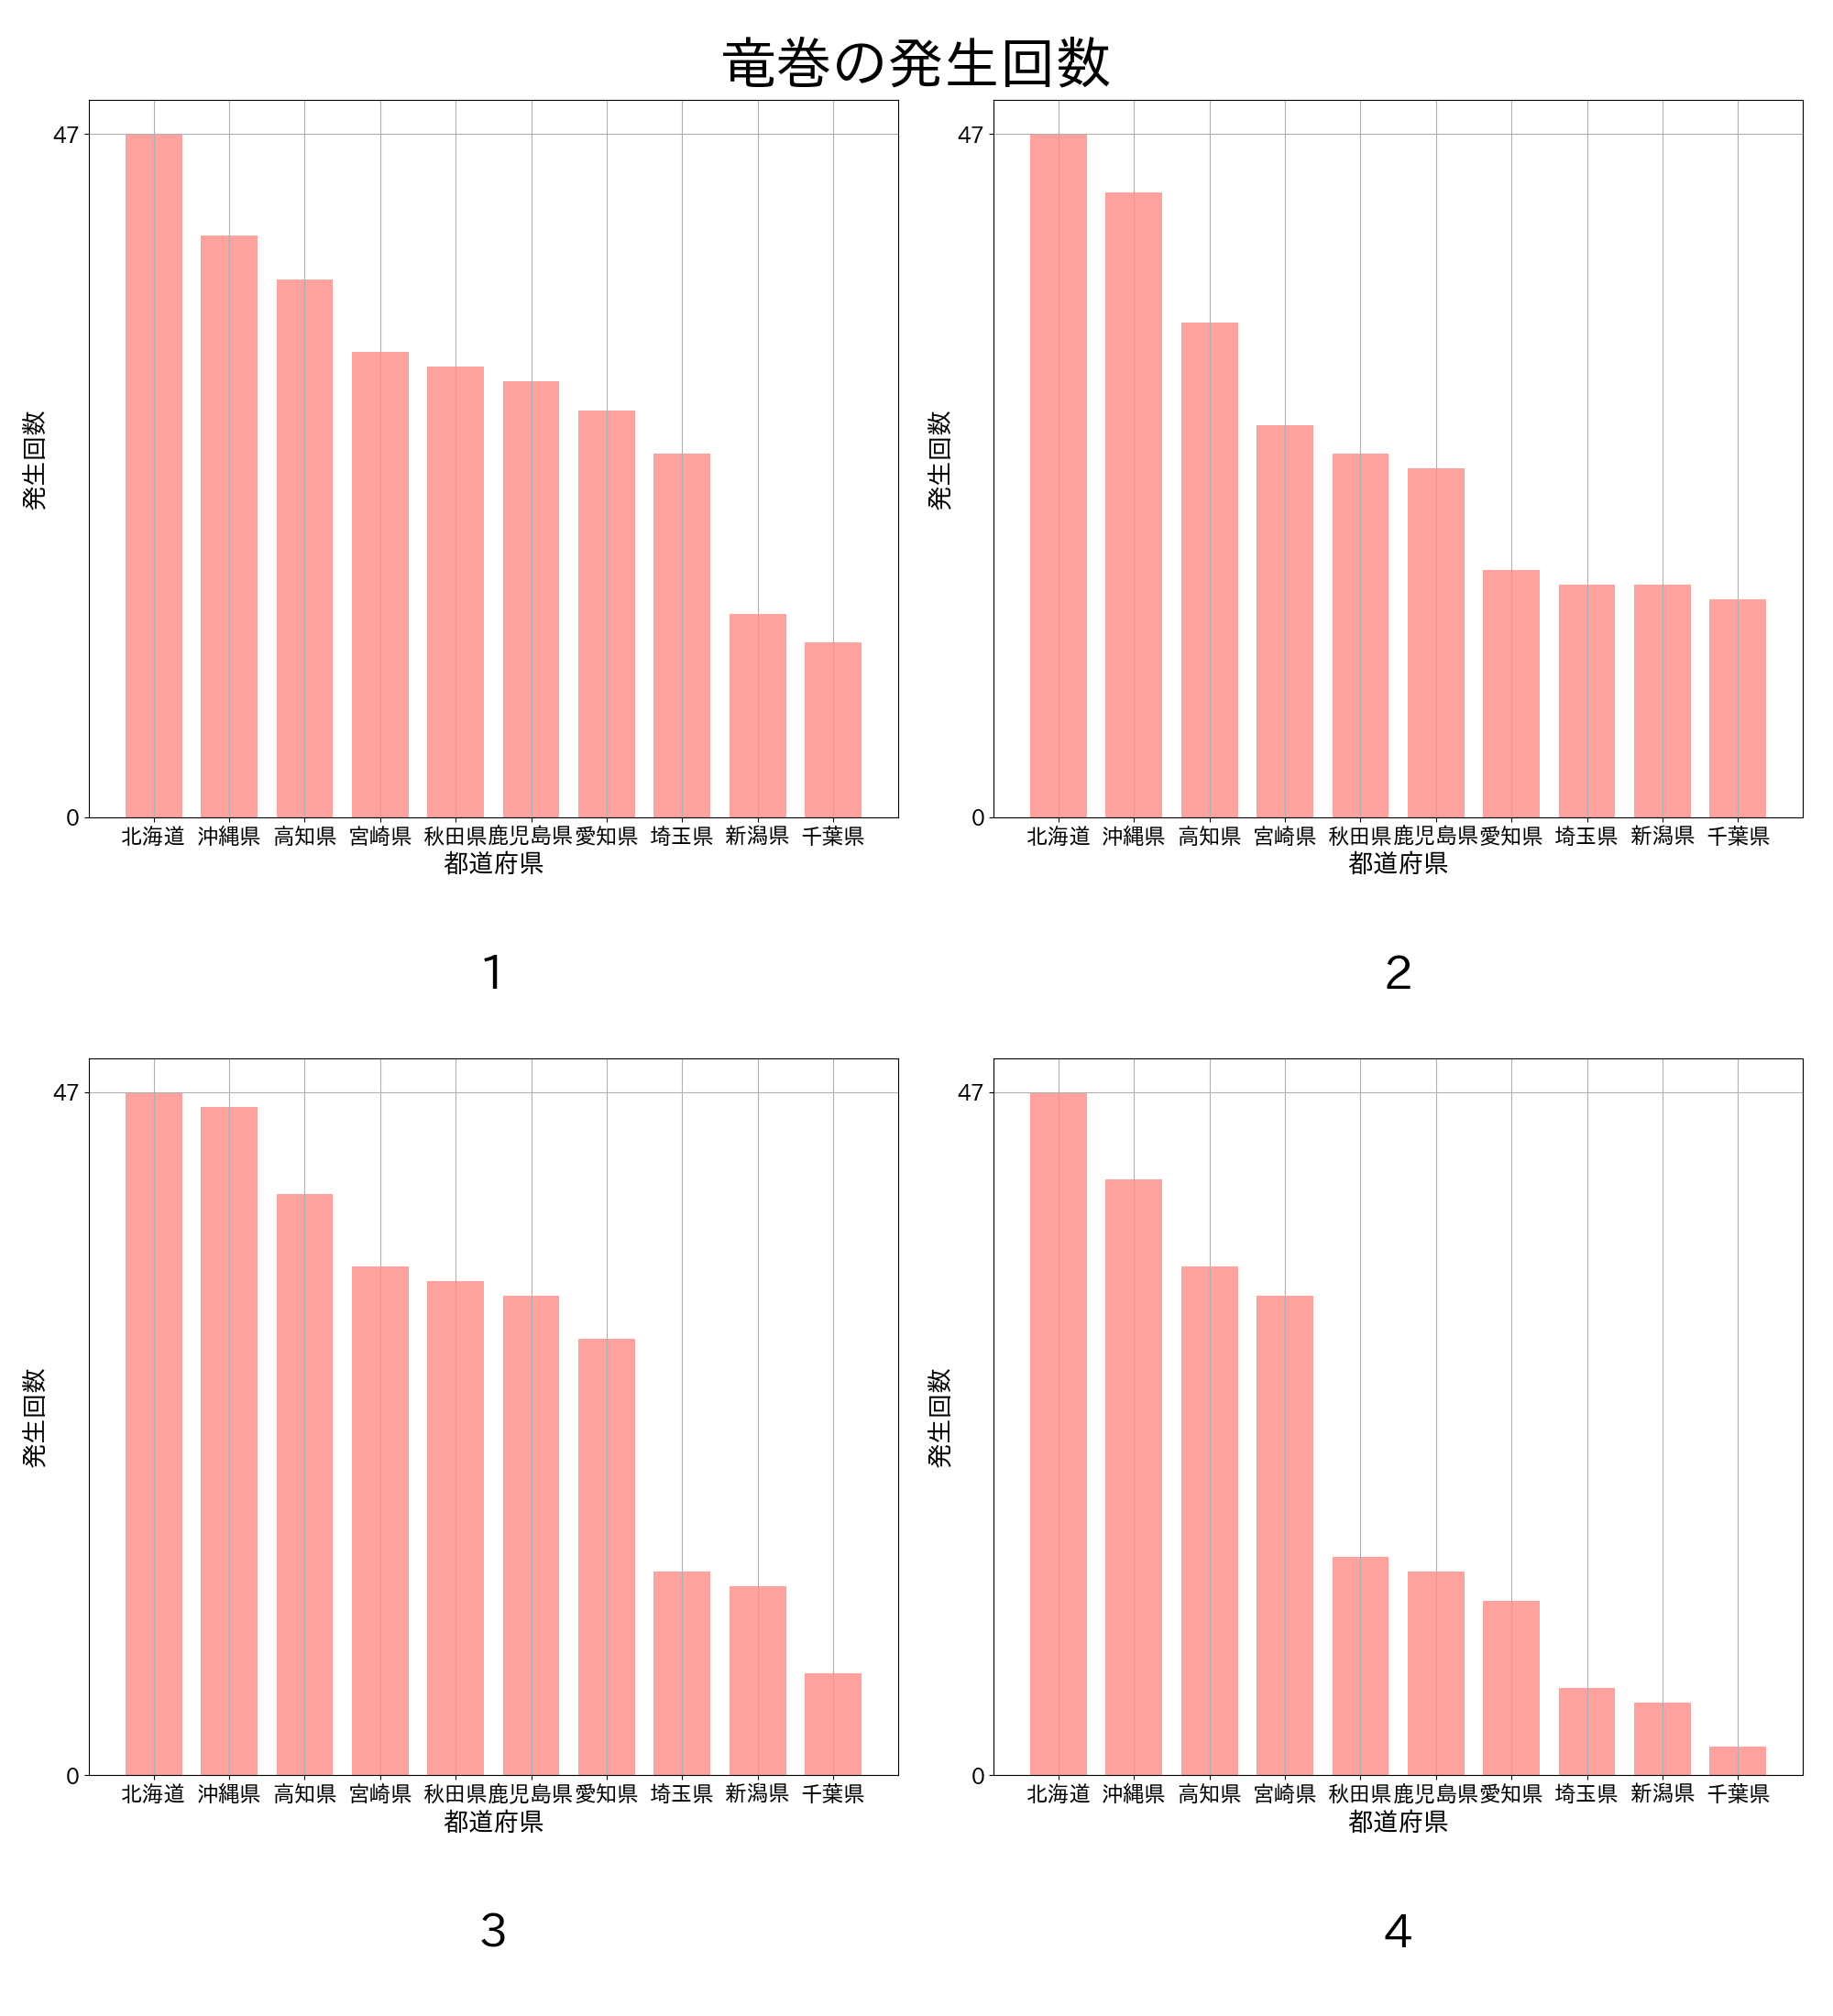 竜巻の発生回数
47
0
発生回数
北海道 沖縄県 高知県 宮崎県 秋田県 鹿児島県 愛知県 埼玉県 新潟県 千葉県
都道府県
1
47
0
発生回数
北海道 沖縄県 高知県 宮崎県 秋田県 鹿児島県 愛知県 埼玉県 新潟県 千葉県
都道府県
2
47
0
発生回数
北海道 沖縄県 高知県 宮崎県 秋田県 鹿児島県 愛知県 埼玉県 新潟県 千葉県
都道府県
3
47
0
発生回数
北海道 沖縄県 高知県 宮崎県 秋田県 鹿児島県 愛知県 埼玉県 新潟県 千葉県
都道府県
4